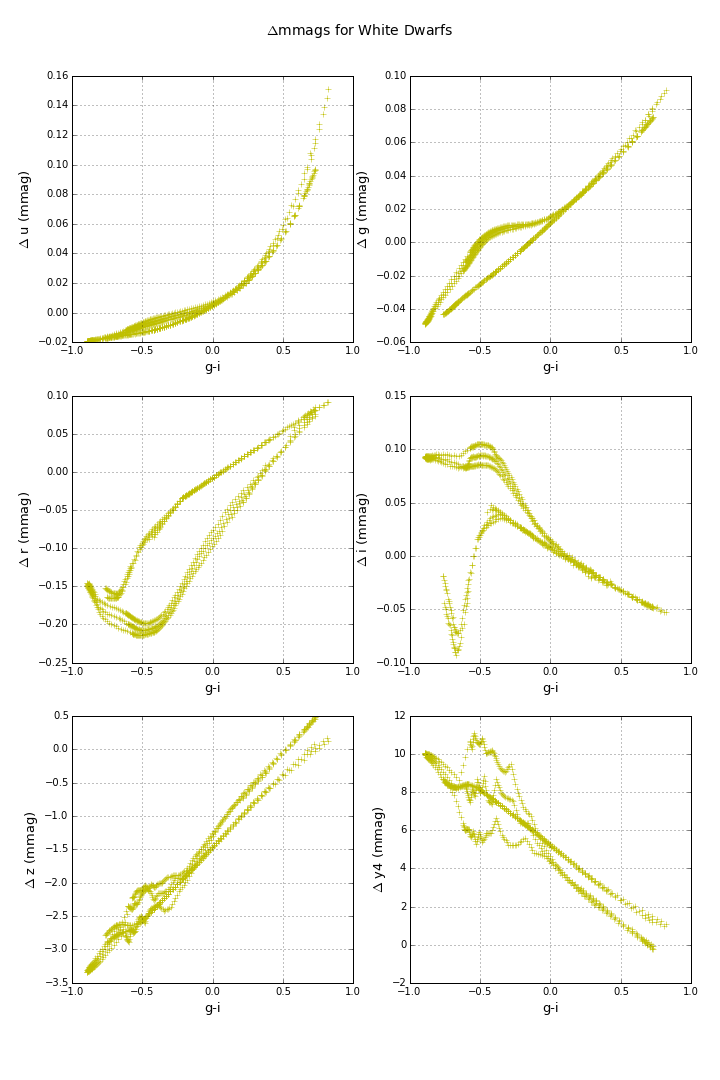 Δmmags for White Dwarfs
0.16
0.14
0.12
0.10
0.08
0.06
0.04
0.02
0.00
−0.02
Δ u (mmag)
−1.0 −0.5 0.0 0.5 1.0
g-i
0.10
0.08
0.06
0.04
0.02
0.00
−0.02
−0.04
−0.06
Δ g (mmag)
−1.0 −0.5 0.0 0.5 1.0
g-i
0.10
0.05
0.00
−0.05
−0.10
−0.15
−0.20
−0.25
Δ r (mmag)
−1.0 −0.5 0.0 0.5 1.0
g-i
0.15
0.10
0.05
0.00
−0.05
−0.10
Δ i (mmag)
−1.0 −0.5 0.0 0.5 1.0
g-i
0.5
0.0
−0.5
−1.0
−1.5
−2.0
−2.5
−3.0
−3.5
Δ z (mmag)
−1.0 −0.5 0.0 0.5 1.0
g-i
12
10
8
6
4
2
0
−2
Δ y4 (mmag)
−1.0 −0.5 0.0 0.5 1.0
g-i